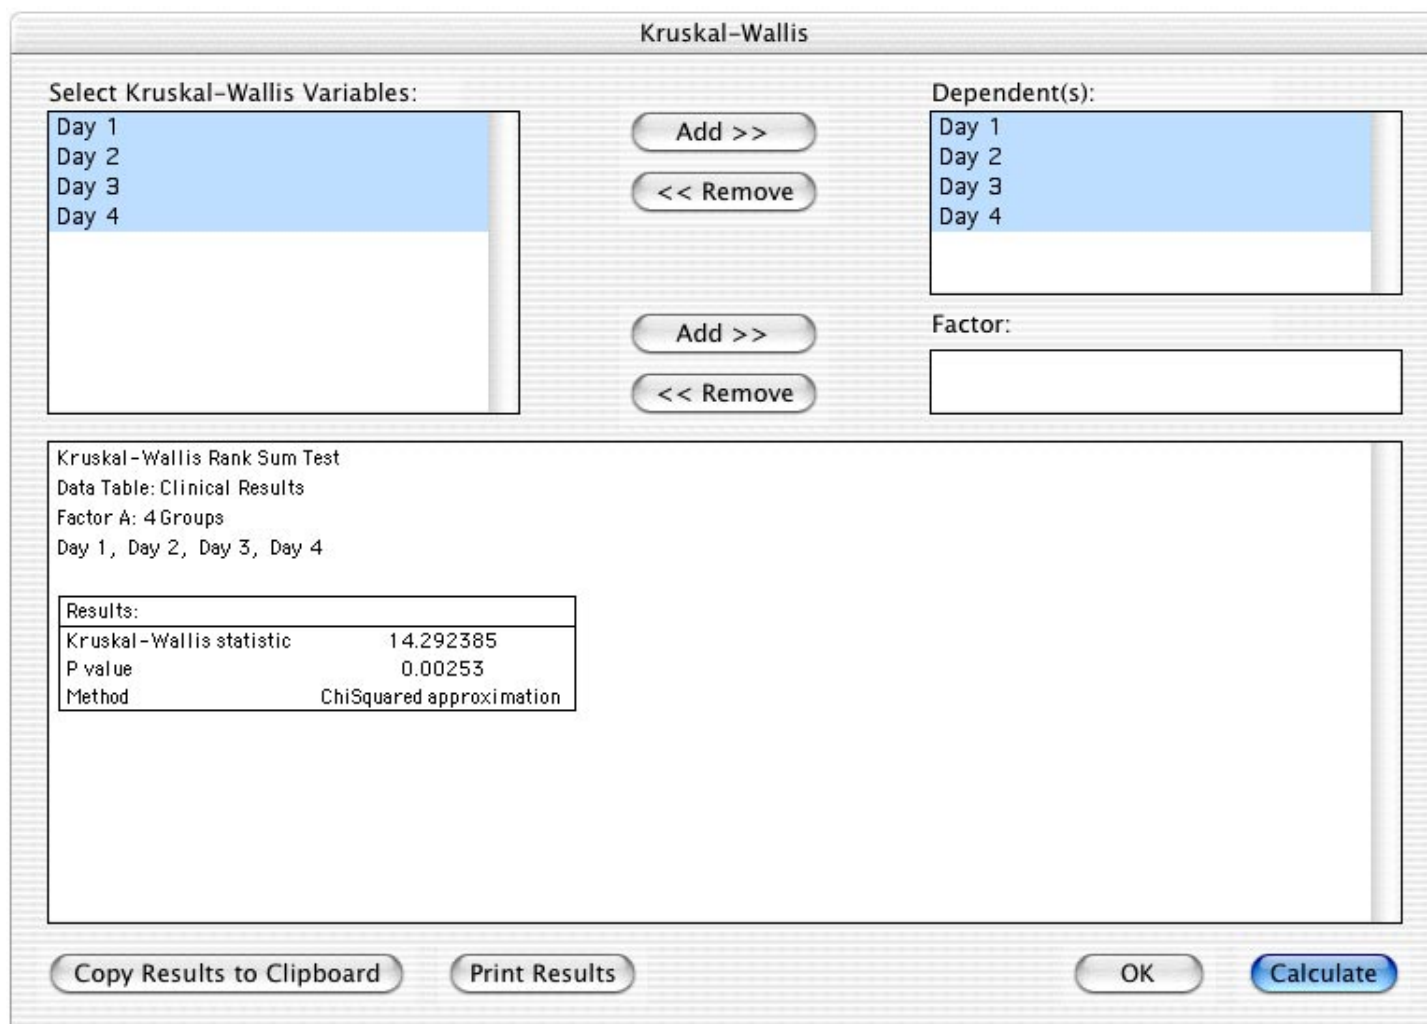 Kruskal-Wallis
Select Kruskal-Wallis Variables:
Day 1
Day 2
Day 3
Day 4
Add >>
<< Remove
Dependent(s):
Day 1
Day 2
Day 3
Day 4
Add >>
<< Remove
Factor:
Kruskal-Wallis Rank Sum Test
Data Table: Clinical Results
Factor A: 4 Groups
Day 1, Day 2, Day 3, Day 4
Results:
Kruskal-Wallis statistic 14.292385
P value 0.00253
Method ChiSquared approximation
Copy Results to Clipboard
Print Results
OK
Calculate